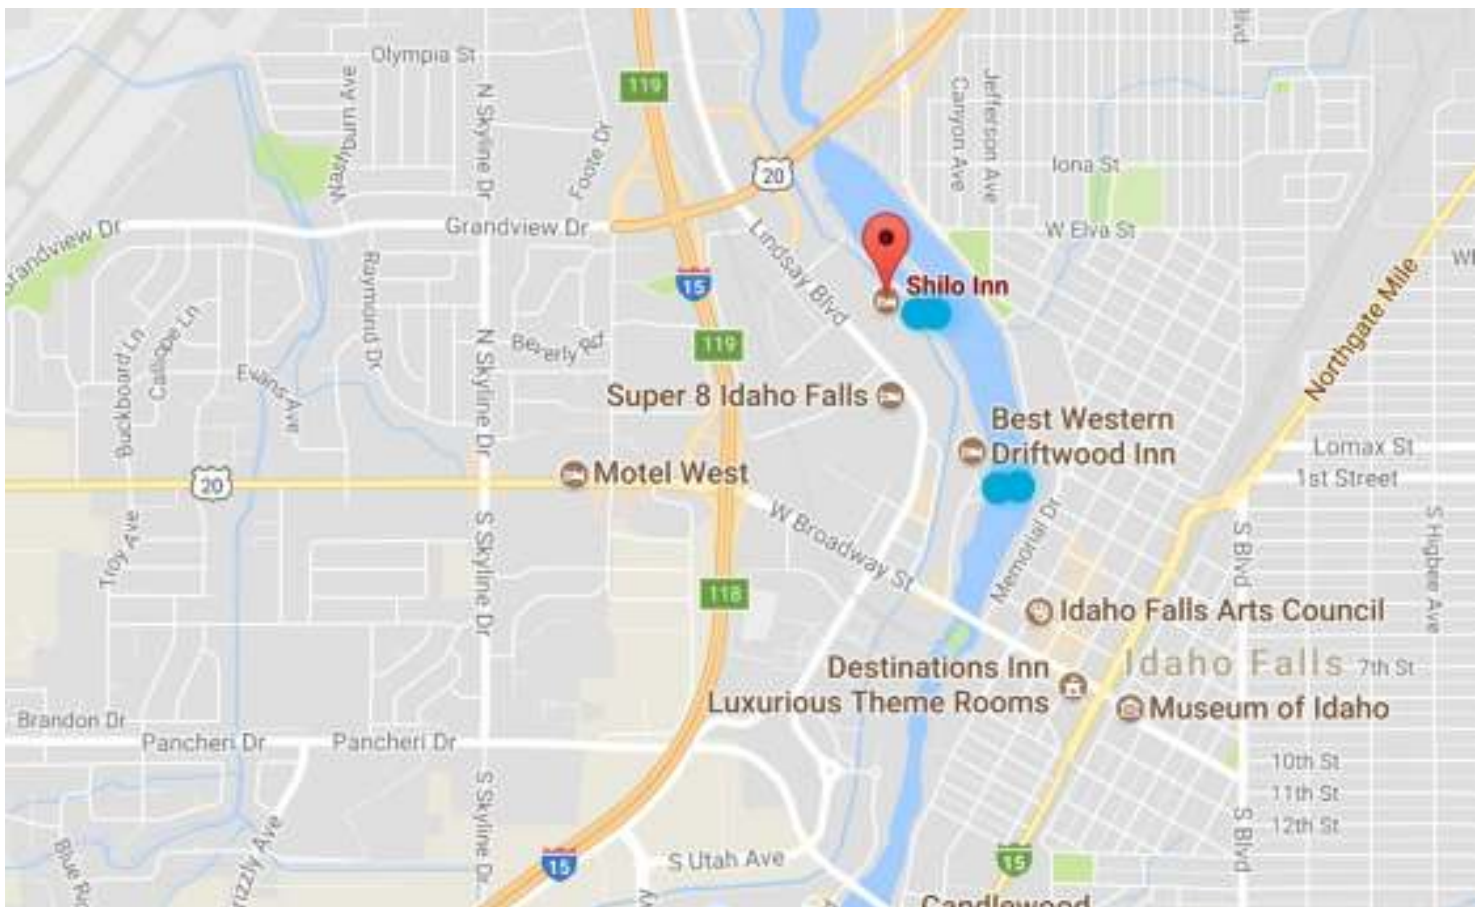 Olympia St
119
Blvd
Washburn Ave
N Skyline Dr
Foote Dr
Canyon Ave
Jefferson Ave
Iona St
20
Grandview Dr
Grandview Dr
W Elva St
Lindsay Blvd
Raymond Dr
15
Shilo Inn
Northgate Mile
Buckboard Ln
Calliope Ln
N Skyline Dr
Beverly Rd
119
Evans Ave
Super 8 Idaho Falls
Best Western
Driftwood Inn
Lomax St
1st Street
20
Motel West
W Broadway St
Memorial Dr
Troy Ave
S Skyline Dr
S Blvd
S Higbee Ave
118
Idaho Falls Arts Council
Idaho Falls
7th St
Destinations Inn
Luxurious Theme Rooms
Museum of Idaho
Brandon Dr
Pancheri Dr
Pancheri Dr
10th St
11th St
12th St
S Skyline Dr
S Blvd
15
S Utah Ave
15
Candlewood